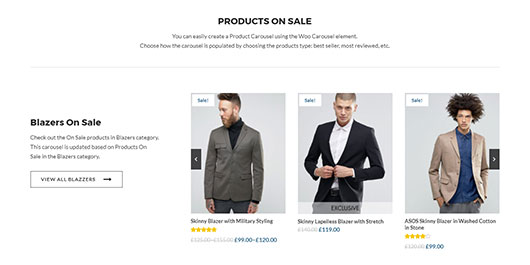 PRODUCTS ON SALE
You can easily create a Product Carousel using the Woo Carousel element.
Choose how the carousel is populated by choosing the products type: best seller, most reviewed, etc.
Blazers On Sale
Check out the On Sale products in Blazers category.
This carousel is updated based on Products On
Sale in the Blazers category.
VIEW ALL BLAZZERS
Sale!
Skinny Blazer with Military Styling
£125.00–£155.00 £99.00–£120.00
Sale!
EXCLUSIVE
Skinny Lapelless Blazer with Stretch
£140.00 £119.00
Sale!
ASOS Skinny Blazer in Washed Cotton
in Stone
£120.00 £99.00